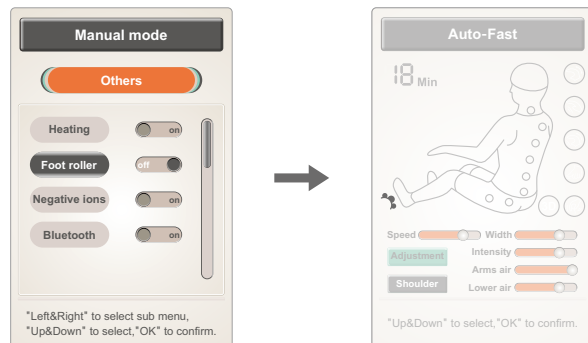 Manual mode
Others
Heating
on
Foot roller
off
Negative ions
on
Bluetooth
on
"Left&Right" to select sub menu,
"Up&Down" to select,"OK" to confirm.
Auto-Fast
18 Min
Speed
Width
Adjustment
Intensity
Arms air
Shoulder
Lower air
"Up&Down" to select,"OK" to confirm.